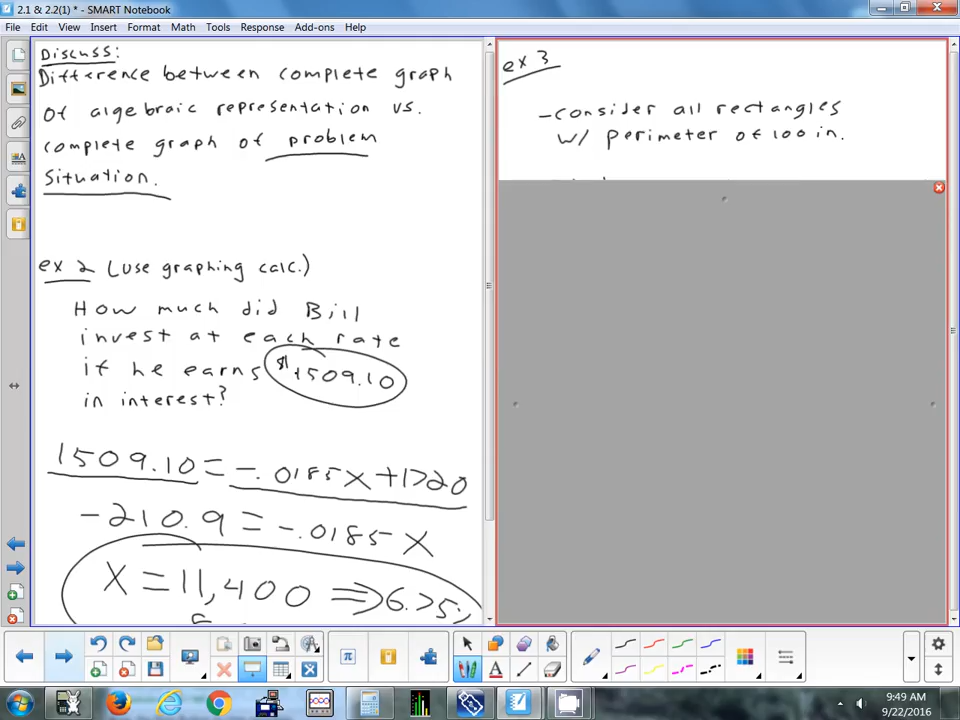 2.1 & 2.2(1) * - SMART Notebook
File Edit View Insert Format Math Tools Response Add-ons Help
Discuss:
Difference between complete graph
of algebraic representation vs.
complete graph of problem
situation.
ex 2 (use graphing calc.)
How much did Bill
invest at each rate
if he earns $1509.10
in interest?
1509.10 = -.0185x + 1720
-210.9 = -.0185x
x = 11,400 => 6.75%
ex 3
- consider all rectangles
w/ perimeter of 100 in.
9:49 AM
9/22/2016